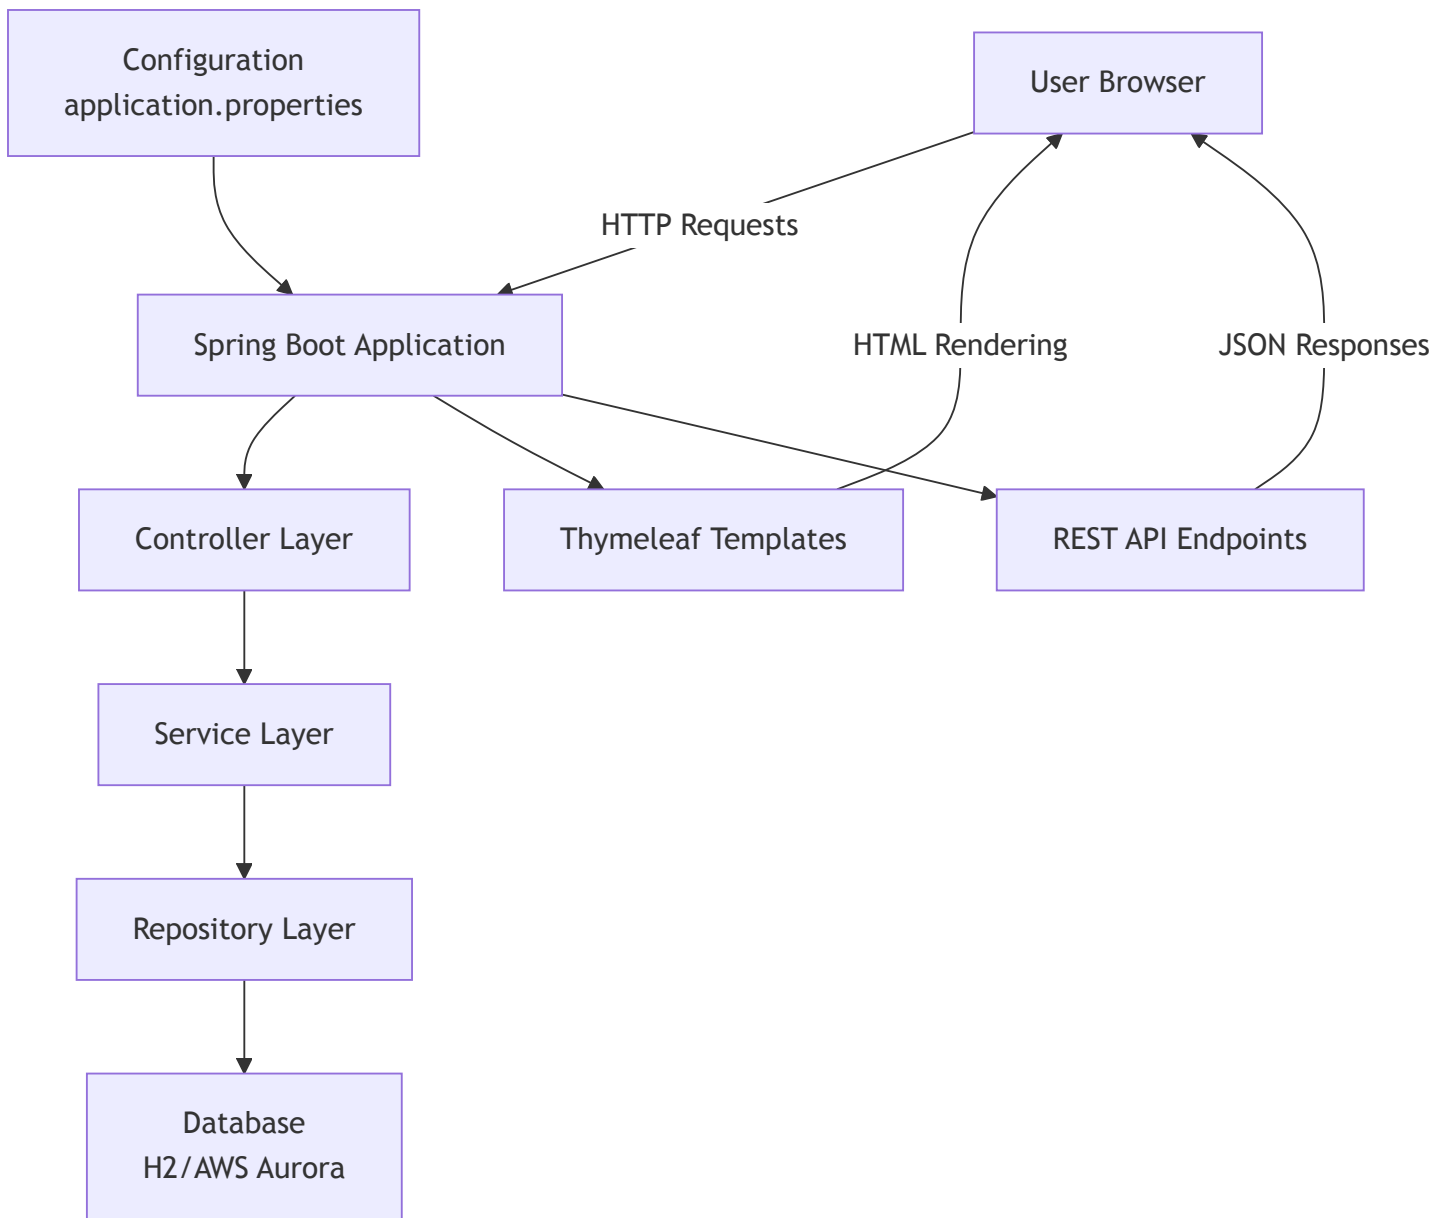 Configuration
application.properties
User Browser
HTTP Requests
Spring Boot Application
HTML Rendering
JSON Responses
Controller Layer
Thymeleaf Templates
REST API Endpoints
Service Layer
Repository Layer
Database
H2/AWS Aurora